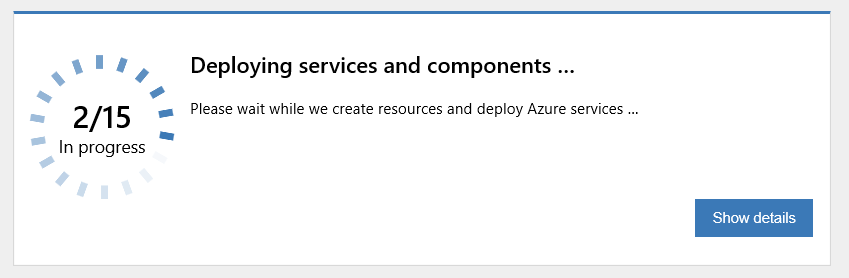 Deploying services and components ...
2/15
In progress
Please wait while we create resources and deploy Azure services ...
Show details